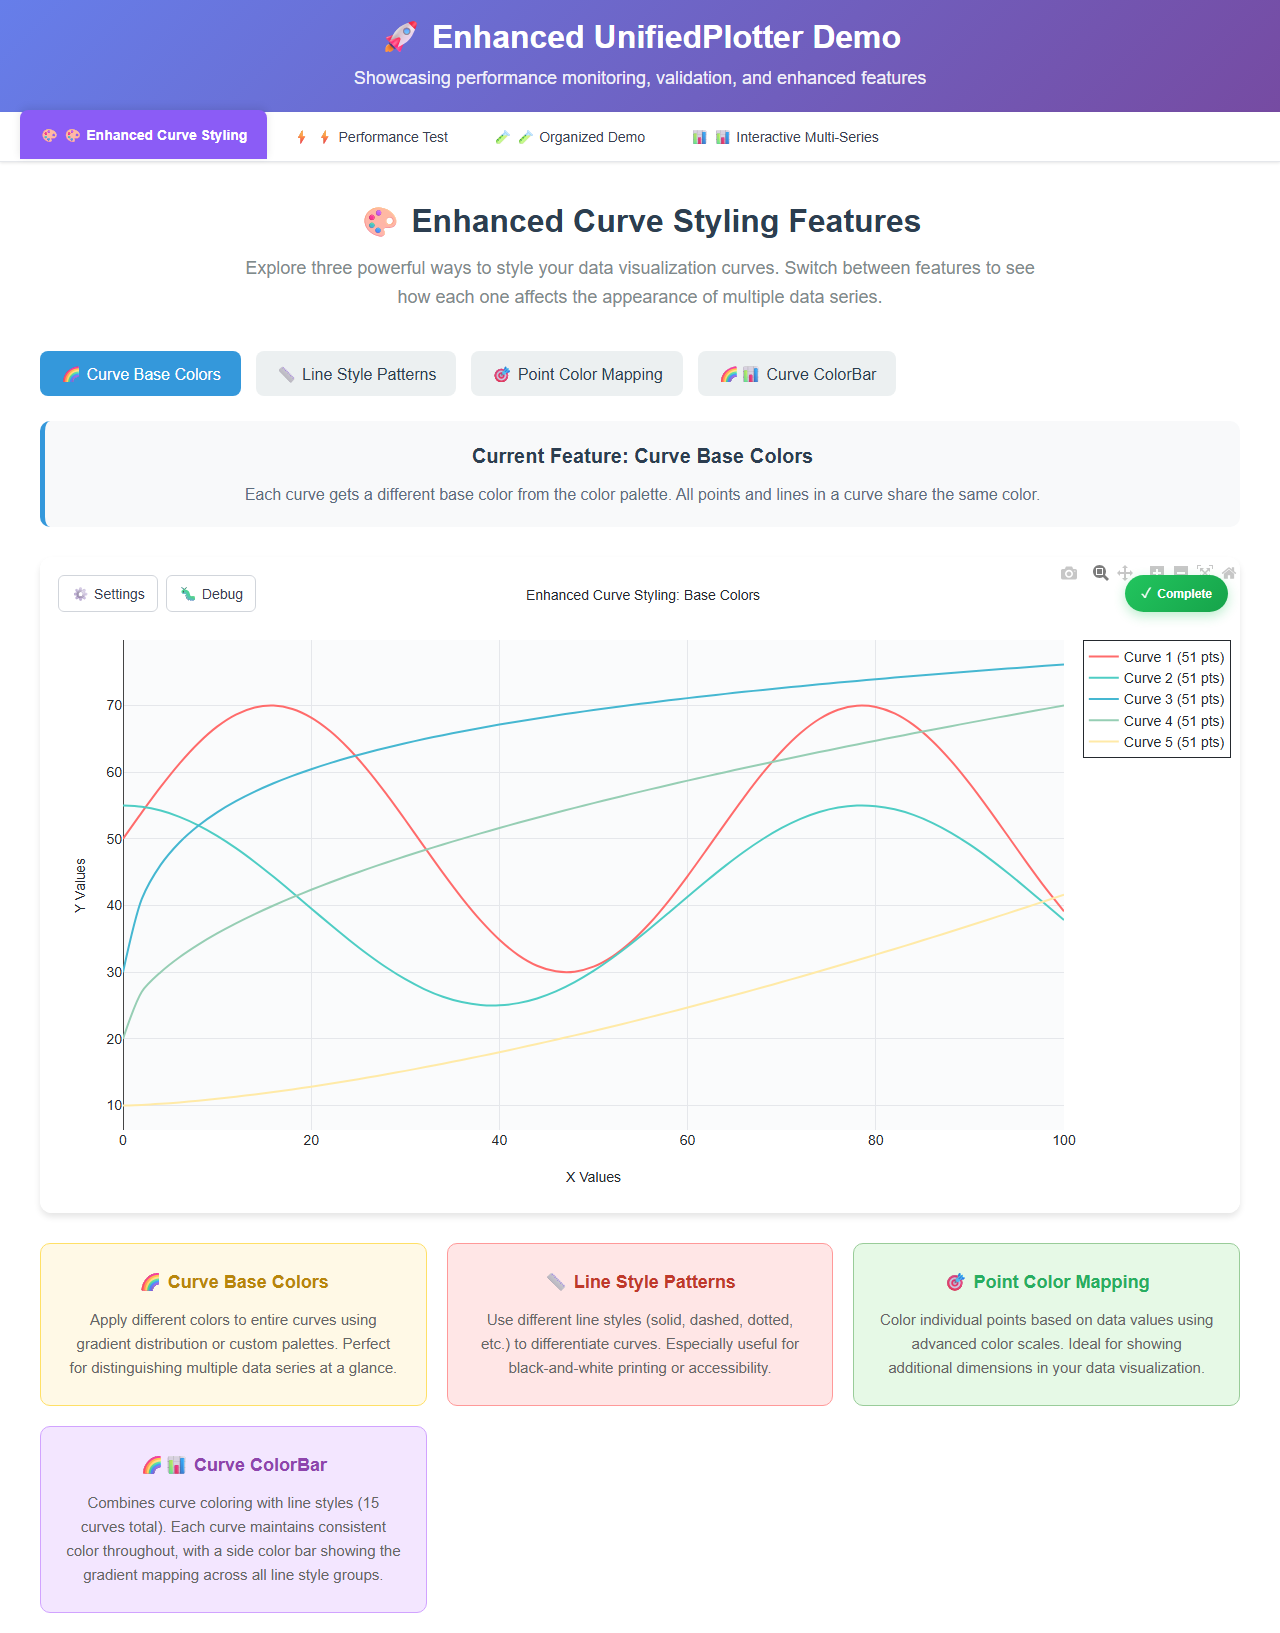 🚀 Enhanced UnifiedPlotter Demo
Showcasing performance monitoring, validation, and enhanced features
🎨 🎨 Enhanced Curve Styling
⚡ ⚡ Performance Test
🧪 🧪 Organized Demo
📊 📊 Interactive Multi-Series
🎨 Enhanced Curve Styling Features
Explore three powerful ways to style your data visualization curves. Switch between features to see
how each one affects the appearance of multiple data series.
🌈 Curve Base Colors
📏 Line Style Patterns
🎯 Point Color Mapping
🌈📊 Curve ColorBar
Current Feature: Curve Base Colors
Each curve gets a different base color from the color palette. All points and lines in a curve share the same color.
⚙️ Settings
🐛 Debug
Enhanced Curve Styling: Base Colors
✓ Complete
Curve 1 (51 pts)
Curve 2 (51 pts)
Curve 3 (51 pts)
Curve 4 (51 pts)
Curve 5 (51 pts)
70
60
50
40
30
20
10
Y Values
0 20 40 60 80 100
X Values
🌈 Curve Base Colors
Apply different colors to entire curves using
gradient distribution or custom palettes. Perfect
for distinguishing multiple data series at a glance.
📏 Line Style Patterns
Use different line styles (solid, dashed, dotted,
etc.) to differentiate curves. Especially useful for
black-and-white printing or accessibility.
🎯 Point Color Mapping
Color individual points based on data values using
advanced color scales. Ideal for showing
additional dimensions in your data visualization.
🌈📊 Curve ColorBar
Combines curve coloring with line styles (15
curves total). Each curve maintains consistent
color throughout, with a side color bar showing the
gradient mapping across all line style groups.